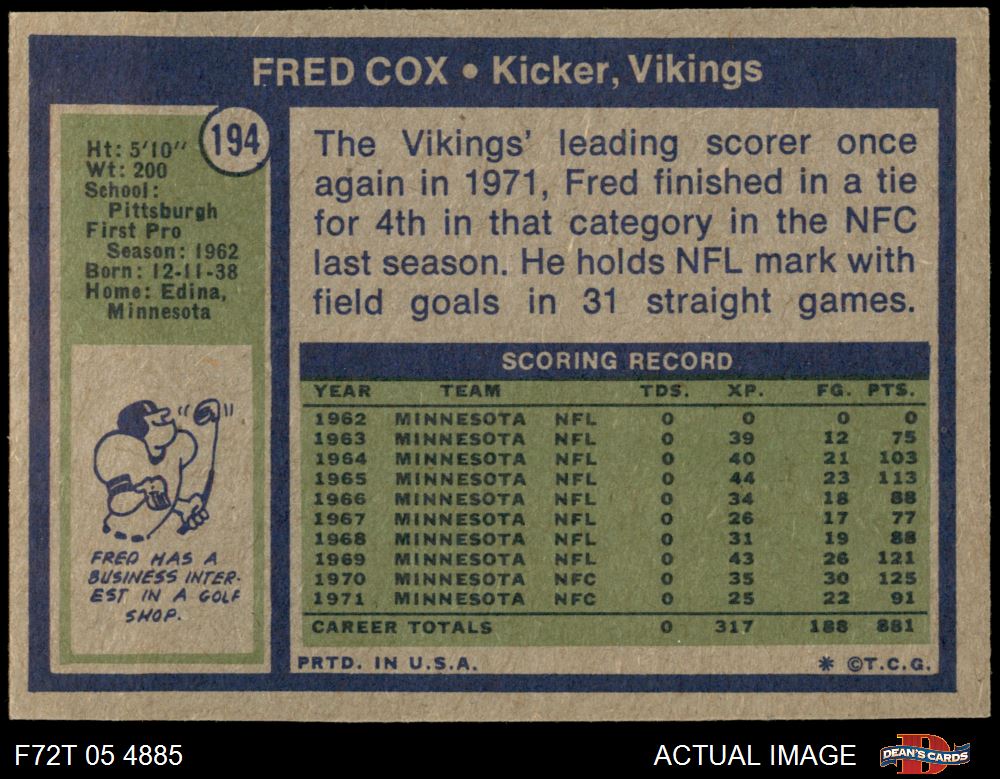 FRED COX • Kicker, Vikings
194
Ht: 5'10"
Wt: 200
School:
Pittsburgh
First Pro
Season: 1962
Born: 12-11-38
Home: Edina,
Minnesota
FRED HAS A
BUSINESS INTER-
EST IN A GOLF
SHOP.
The Vikings' leading scorer once
again in 1971, Fred finished in a tie
for 4th in that category in the NFC
last season. He holds NFL mark with
field goals in 31 straight games.
SCORING RECORD
YEAR TEAM TDS. XP. FG. PTS.
1962 MINNESOTA NFL 0 0 0 0
1963 MINNESOTA NFL 0 39 12 75
1964 MINNESOTA NFL 0 40 21 103
1965 MINNESOTA NFL 0 44 23 113
1966 MINNESOTA NFL 0 34 18 88
1967 MINNESOTA NFL 0 26 17 77
1968 MINNESOTA NFL 0 31 19 88
1969 MINNESOTA NFL 0 43 26 121
1970 MINNESOTA NFC 0 35 30 125
1971 MINNESOTA NFC 0 25 22 91
CAREER TOTALS 0 317 188 881
PRTD. IN U.S.A. * ©T.C.G.
F72T 05 4885 ACTUAL IMAGE DEAN'S CARDS